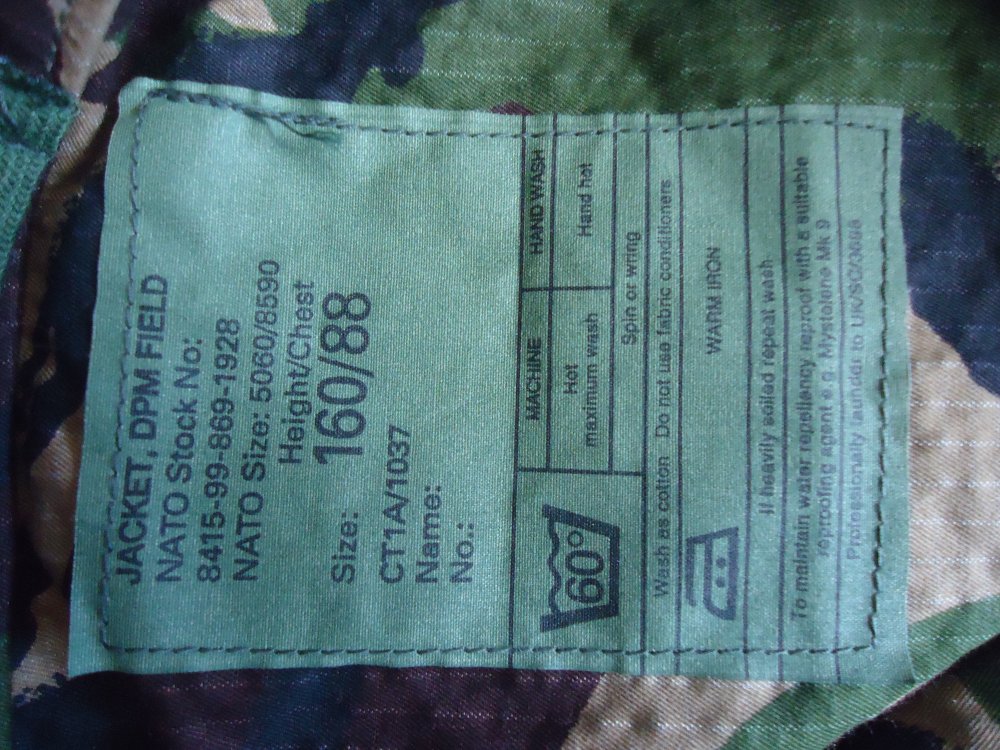 JACKET, DPM FIELD
NATO Stock No:
8415-99-869-1928
NATO Size: 5060/8590
Height/Chest
Size: 160/88
CT1A/1037
Name:
No.:
MACHINE HAND WASH
Hot Hand hot
maximum wash
60°
Spin or wring
Wash as cotton Do not use fabric conditioners
WARM IRON
If heavily soiled repeat wash
To maintain water repellency reproof with a suitable
reproofing agent e.g. Mystolene Mk 9
Professionally launder to